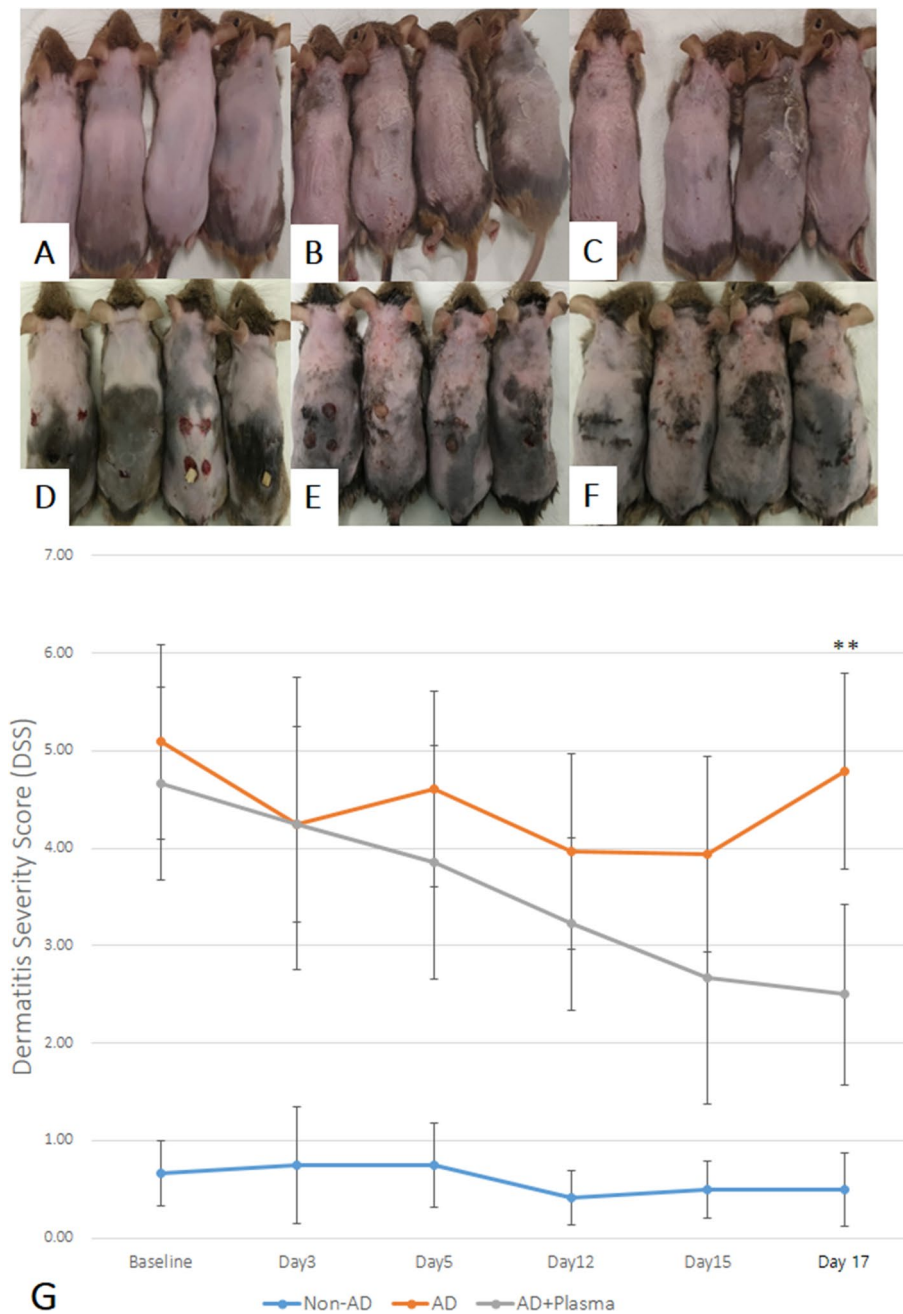 A
B
C
D
E
F
7.00
6.00
**
5.00
4.00
3.00
2.00
1.00
0.00
Dermatitis Severity Score (DSS)
Baseline Day3 Day5 Day12 Day15 Day 17
G
Non-AD AD AD+Plasma